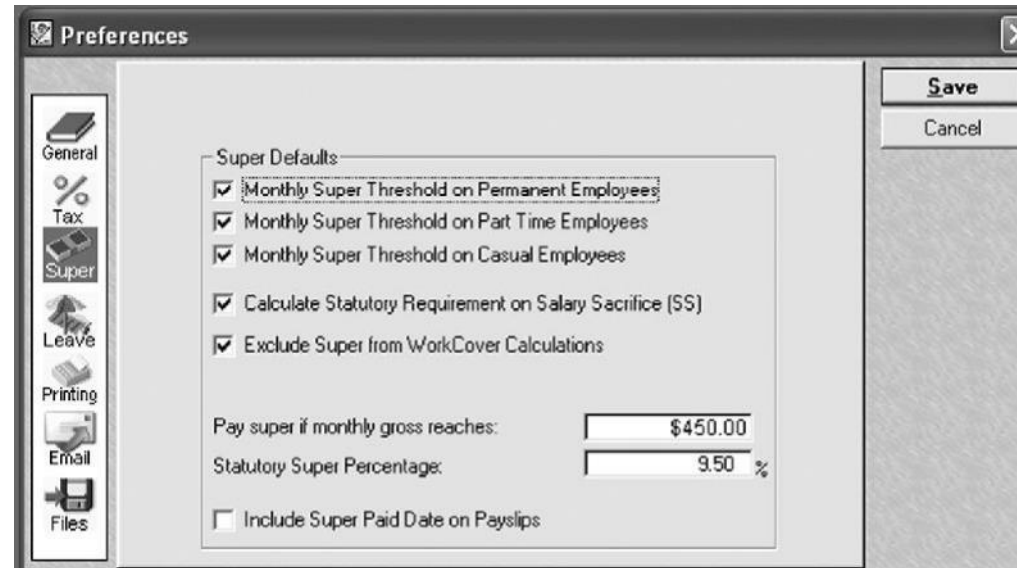 Preferences
Save
Cancel
General
Tax
Super
Leave
Printing
Email
Files
Super Defaults
Monthly Super Threshold on Permanent Employees
Monthly Super Threshold on Part Time Employees
Monthly Super Threshold on Casual Employees
Calculate Statutory Requirement on Salary Sacrifice (SS)
Exclude Super from WorkCover Calculations
Pay super if monthly gross reaches: $450.00
Statutory Super Percentage: 9.50 %
Include Super Paid Date on Payslips